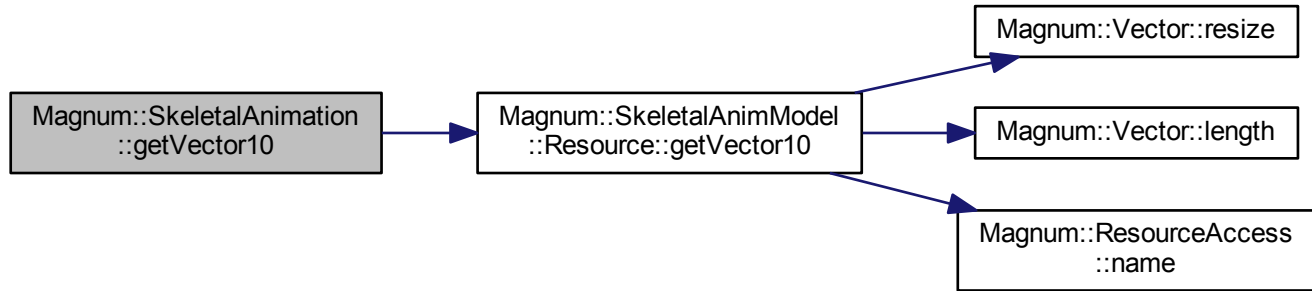 Magnum::SkeletalAnimation
::getVector10
Magnum::SkeletalAnimModel
::Resource::getVector10
Magnum::Vector::resize
Magnum::Vector::length
Magnum::ResourceAccess
::name